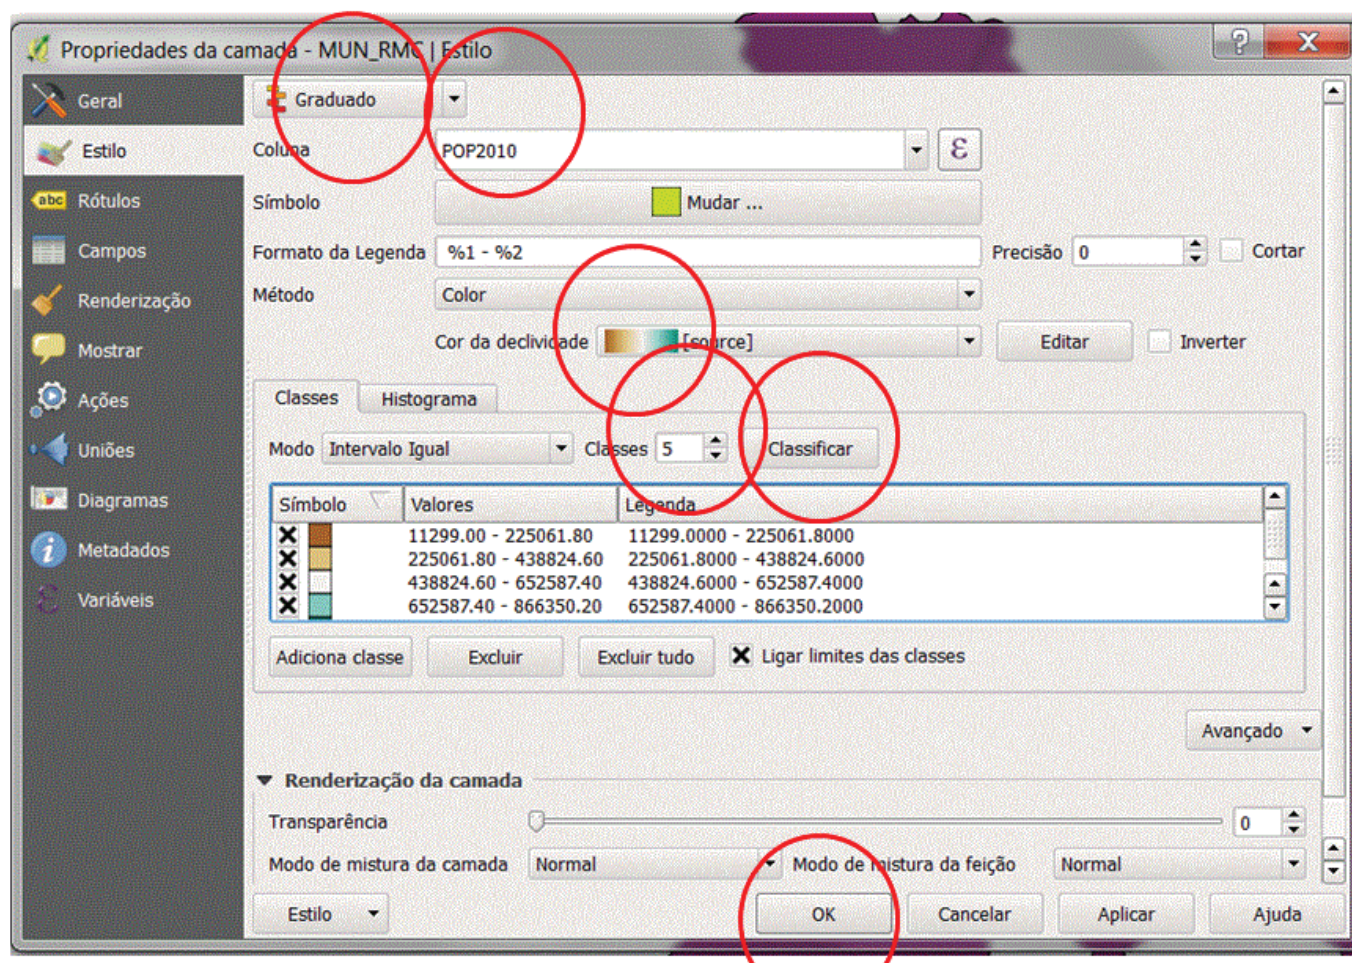 Propriedades da camada - MUN_RMC | Estilo
Geral
Estilo
Rótulos
Campos
Renderização
Mostrar
Ações
Uniões
Diagramas
Metadados
Variáveis
Graduado
Coluna POP2010 ε
Símbolo Mudar ...
Formato da Legenda %1 - %2 Precisão 0 Cortar
Método Color
Cor da declividade [source] Editar Inverter
Classes Histograma
Modo Intervalo Igual Classes 5 Classificar
Símbolo Valores Legenda
11299.00 - 225061.80 11299.0000 - 225061.8000
225061.80 - 438824.60 225061.8000 - 438824.6000
438824.60 - 652587.40 438824.6000 - 652587.4000
652587.40 - 866350.20 652587.4000 - 866350.2000
Adiciona classe Excluir Excluir tudo Ligar limites das classes
Avançado
Renderização da camada
Transparência 0
Modo de mistura da camada Normal Modo de mistura da feição Normal
Estilo OK Cancelar Aplicar Ajuda